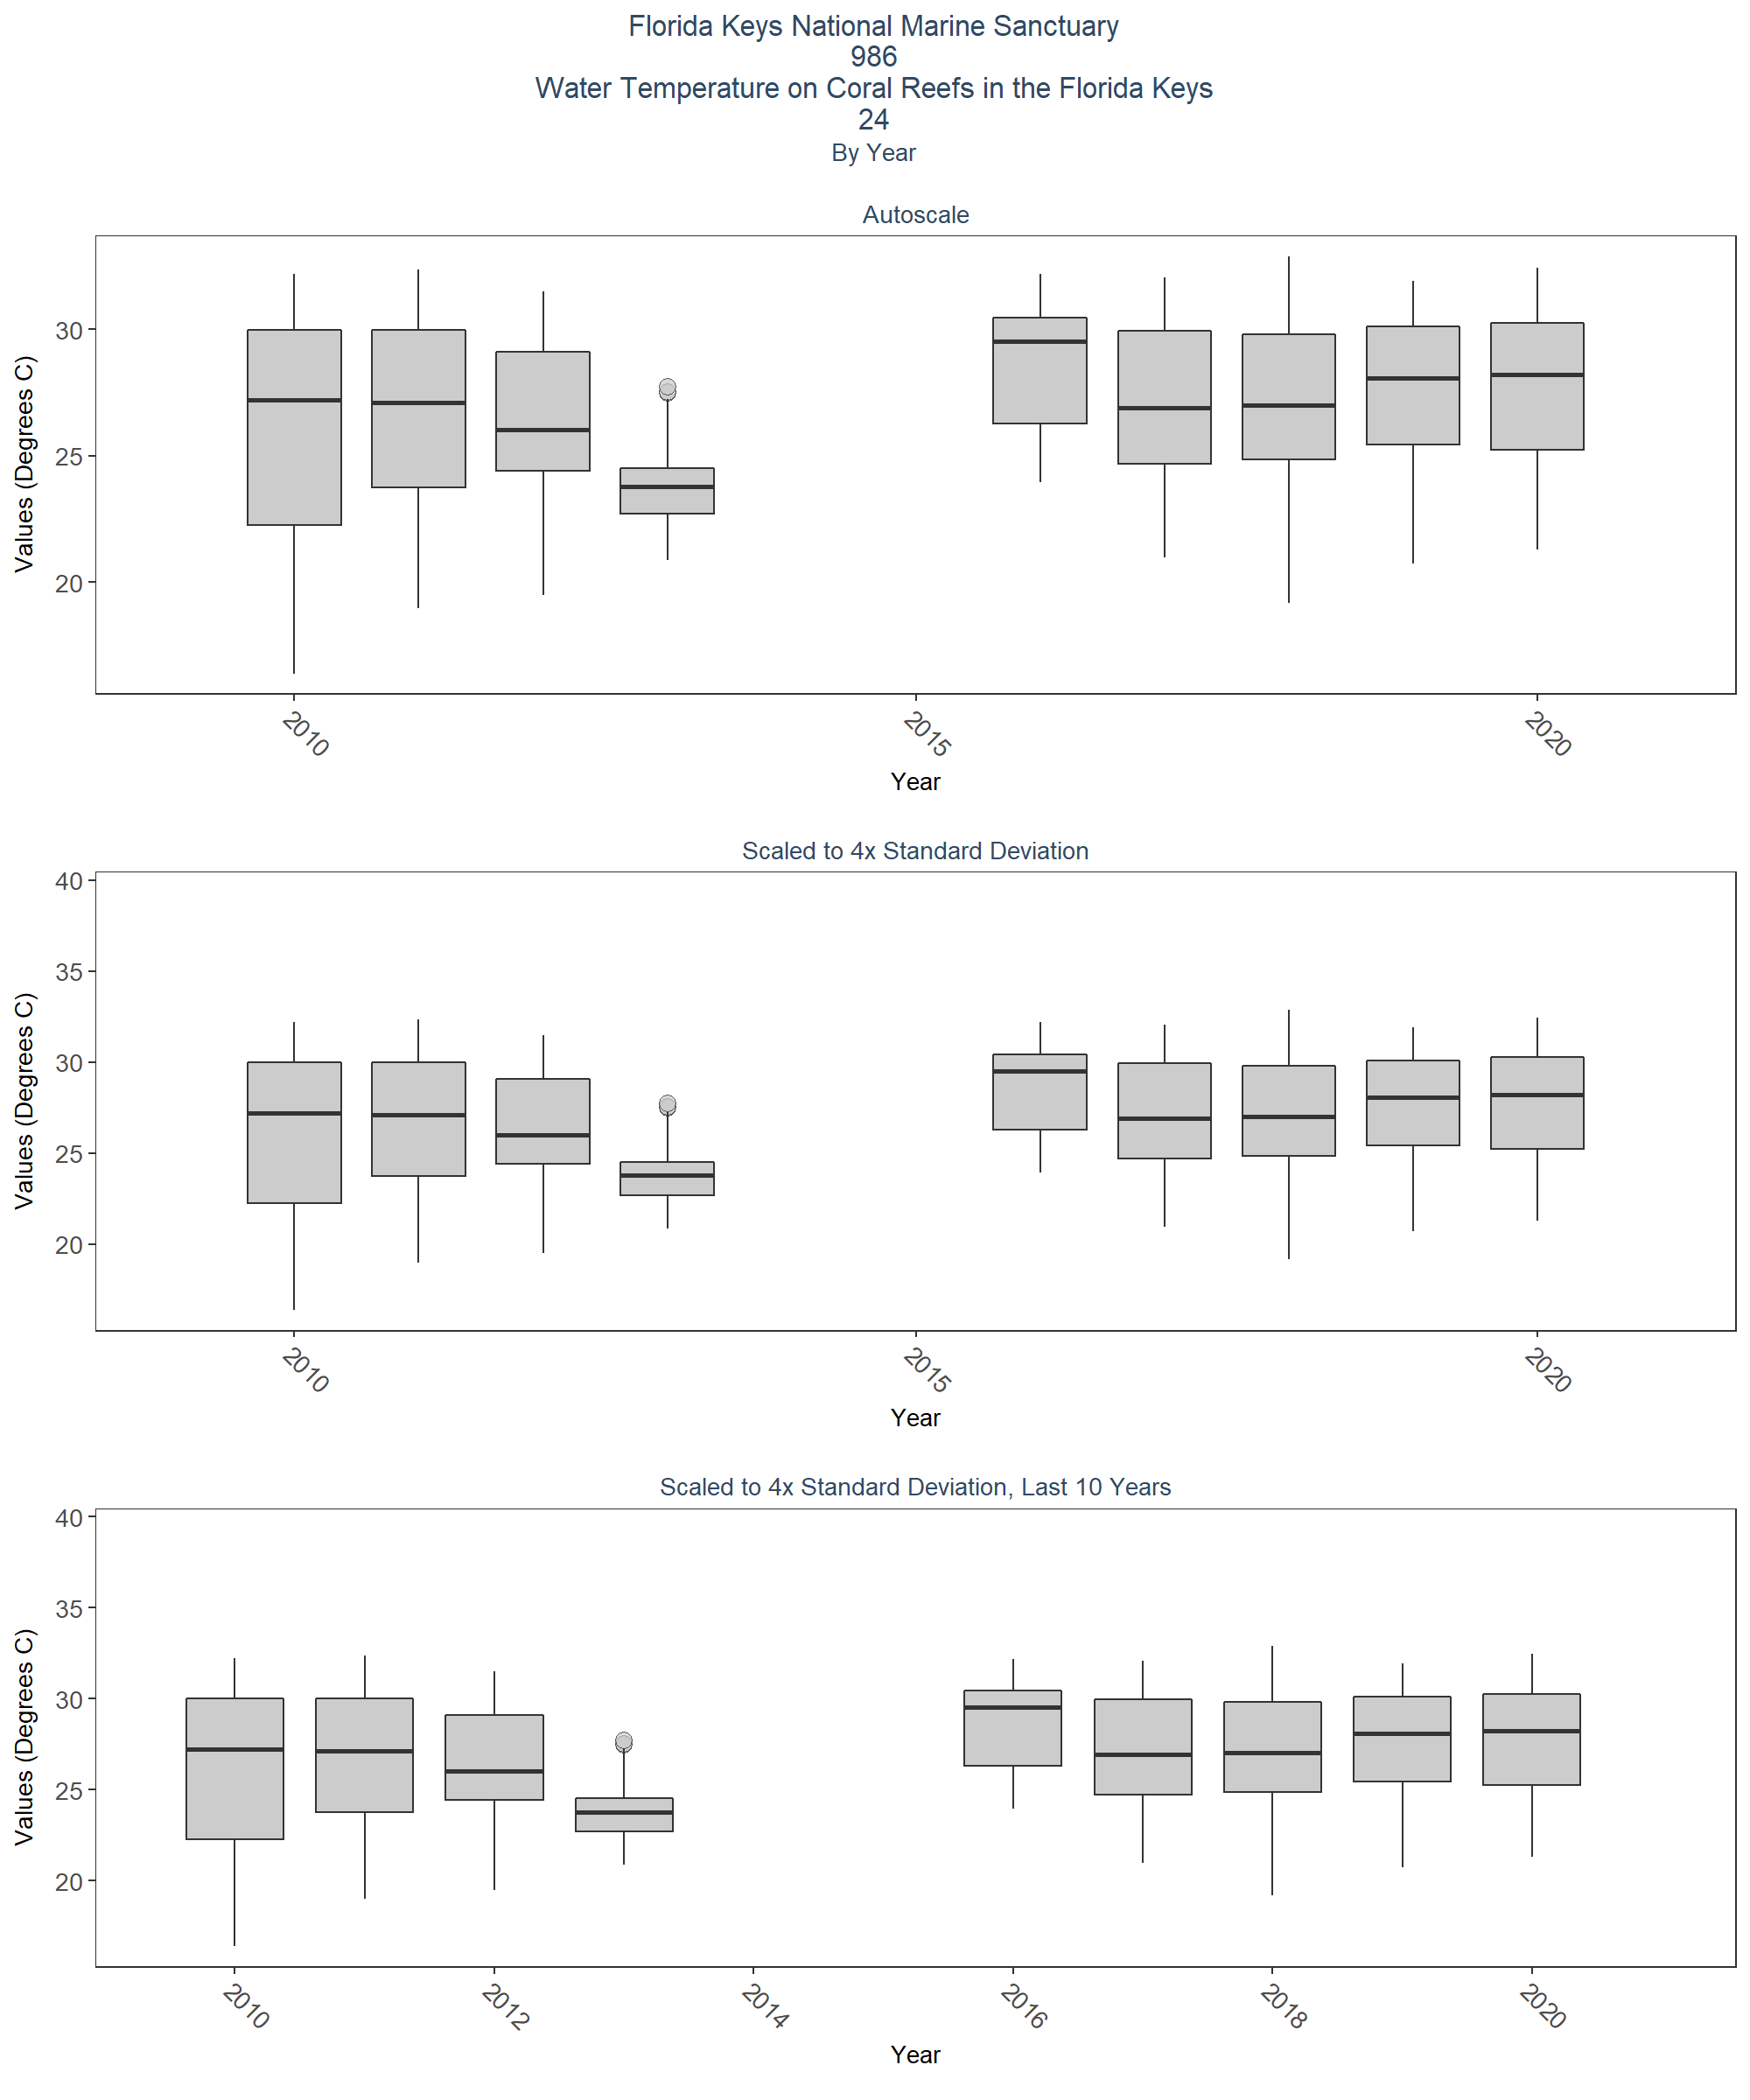 Florida Keys National Marine Sanctuary
986
Water Temperature on Coral Reefs in the Florida Keys
24
By Year
Autoscale
Values (Degrees C)
30
25
20
2010
2015
2020
Year
Scaled to 4x Standard Deviation
Values (Degrees C)
40
35
30
25
20
2010
2015
2020
Year
Scaled to 4x Standard Deviation, Last 10 Years
Values (Degrees C)
40
35
30
25
20
2010
2012
2014
2016
2018
2020
Year